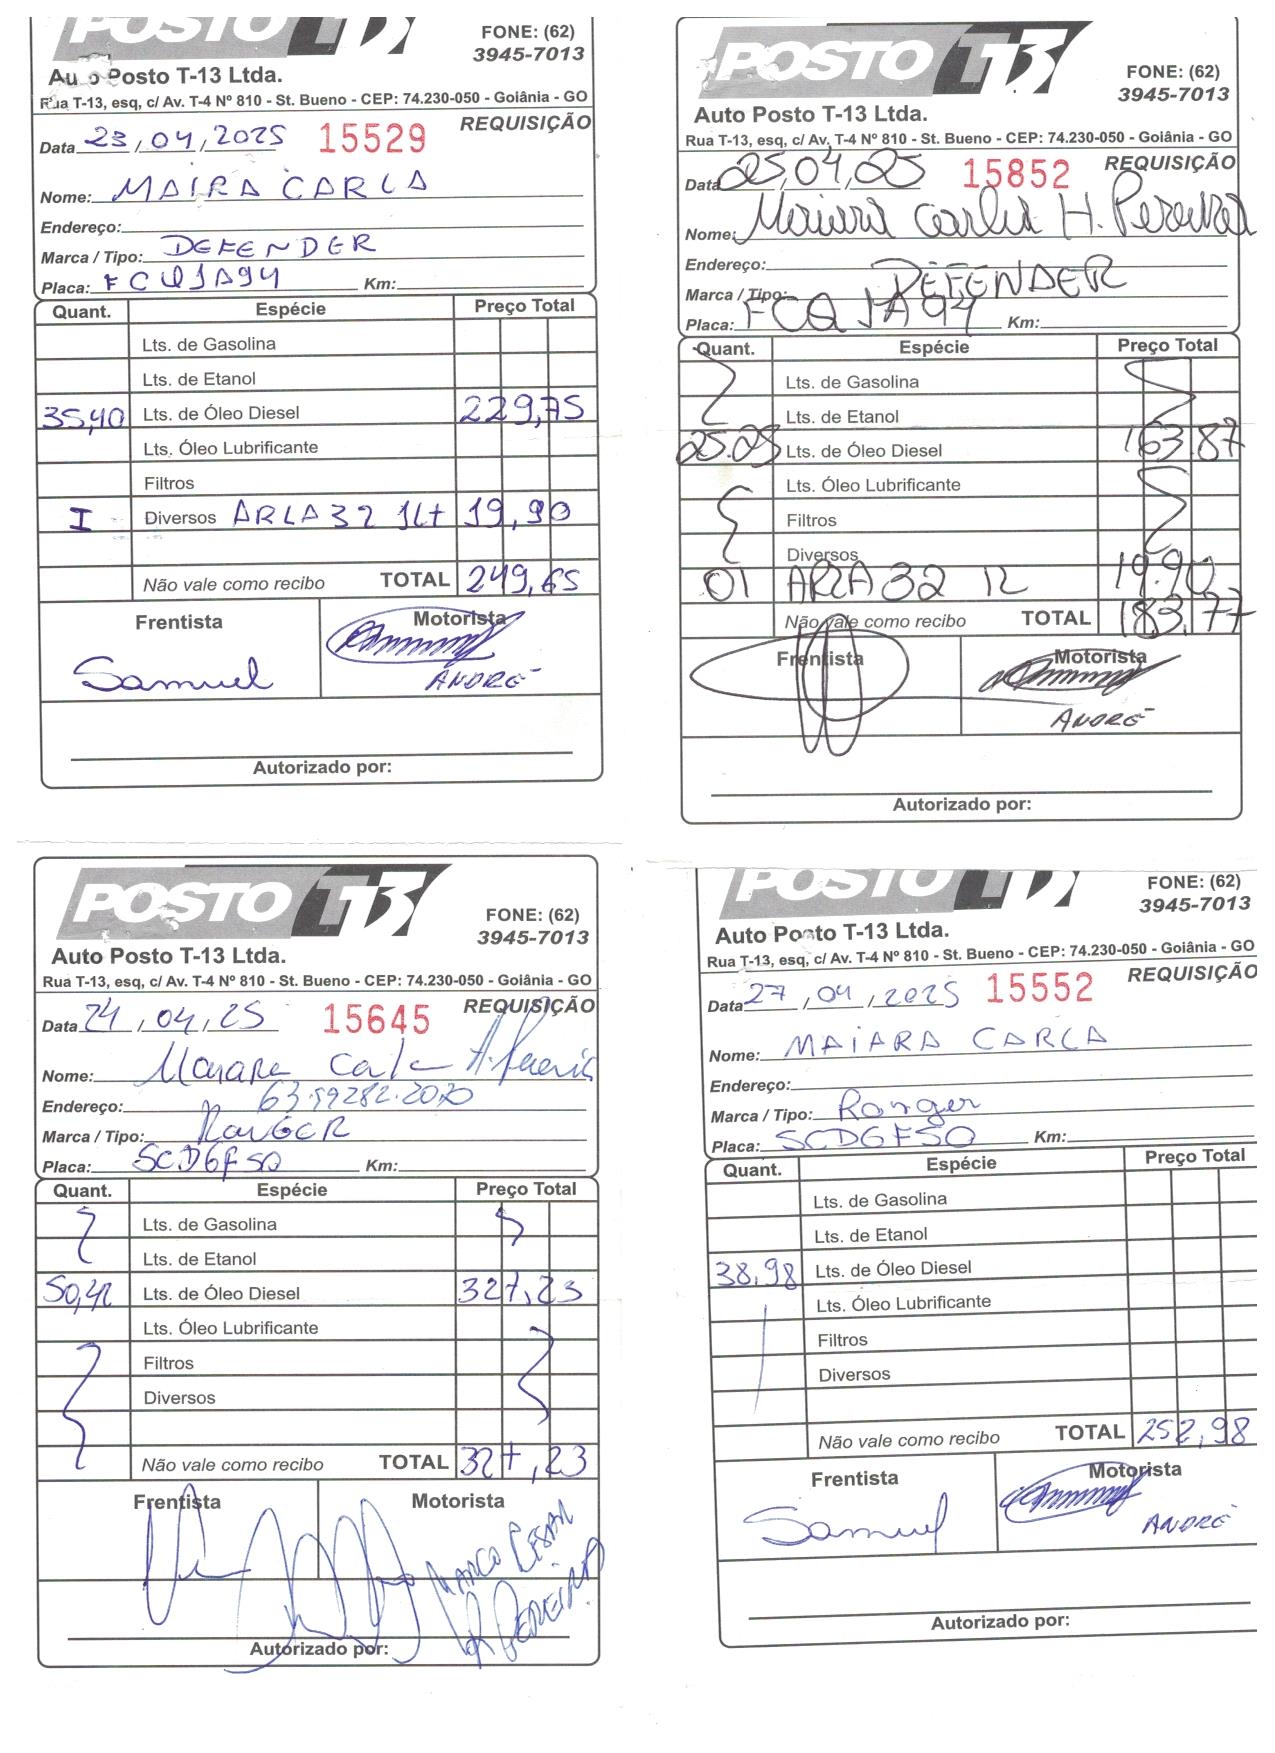 POSTO T13
FONE: (62)
3945-7013
Auto Posto T-13 Ltda.
Rua T-13, esq, c/ Av. T-4 Nº 810 - St. Bueno - CEP: 74.230-050 - Goiânia - GO
REQUISIÇÃO
Data 23/04/2025 15529
Nome: MAIRA CARLA
Endereço:
Marca / Tipo: DEFENDER
Placa: FCQ1A94 Km:
Quant. Espécie Preço Total
Lts. de Gasolina
Lts. de Etanol
35,40 Lts. de Óleo Diesel 229,75
Lts. Óleo Lubrificante
Filtros
I Diversos ARLA 32 1Lt 19,90
Não vale como recibo TOTAL 249,65
Frentista Motorista
Samuel ANDRÉ
Autorizado por:
POSTO T13
FONE: (62)
3945-7013
Auto Posto T-13 Ltda.
Rua T-13, esq, c/ Av. T-4 Nº 810 - St. Bueno - CEP: 74.230-050 - Goiânia - GO
REQUISIÇÃO
Data 25,04,25 15852
Nome: Maiara Carla H. Pereira
Endereço:
Marca / Tipo: DEFENDER
Placa: FCQ 1A94 Km:
Quant. Espécie Preço Total
Lts. de Gasolina
Lts. de Etanol
25.25 Lts. de Óleo Diesel 163.87
Lts. Óleo Lubrificante
Filtros
Diversos
01 ARLA 32 1L 19.90
Não vale como recibo TOTAL 183,77
Frentista Motorista
ANDRÉ
Autorizado por:
POSTO T13
FONE: (62)
3945-7013
Auto Posto T-13 Ltda.
Rua T-13, esq, c/ Av. T-4 Nº 810 - St. Bueno - CEP: 74.230-050 - Goiânia - GO
REQUISIÇÃO
Data 24/04/25 15645
Nome: Maiara Carla H. Pereira
Endereço: 63.99282.2070
Marca / Tipo: RANGER
Placa: SCD6F50 Km:
Quant. Espécie Preço Total
Lts. de Gasolina
Lts. de Etanol
50,42 Lts. de Óleo Diesel 327,23
Lts. Óleo Lubrificante
Filtros
Diversos
Não vale como recibo TOTAL 327,23
Frentista Motorista
MARCO CÉSAR
PEREIRA
Autorizado por:
POSTO T13
FONE: (62)
3945-7013
Auto Posto T-13 Ltda.
Rua T-13, esq, c/ Av. T-4 Nº 810 - St. Bueno - CEP: 74.230-050 - Goiânia - GO
REQUISIÇÃO
Data 27/04/2025 15552
Nome: MAIARA CARLA
Endereço:
Marca / Tipo: Ranger
Placa: SCD6F50 Km:
Quant. Espécie Preço Total
Lts. de Gasolina
Lts. de Etanol
38,98 Lts. de Óleo Diesel
Lts. Óleo Lubrificante
Filtros
Diversos
Não vale como recibo TOTAL 252,98
Frentista Motorista
Samuel ANDRÉ
Autorizado por: